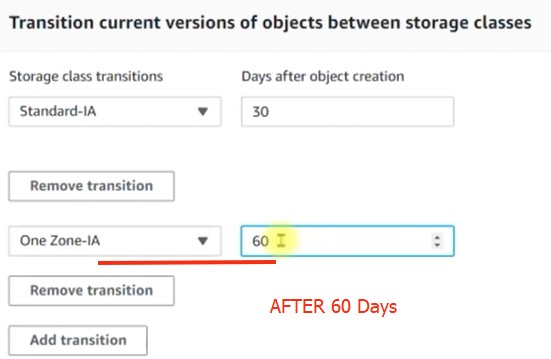 Transition current versions of objects between storage classes
Storage class transitions Days after object creation
Standard-IA 30
Remove transition
One Zone-IA 60
Remove transition
AFTER 60 Days
Add transition